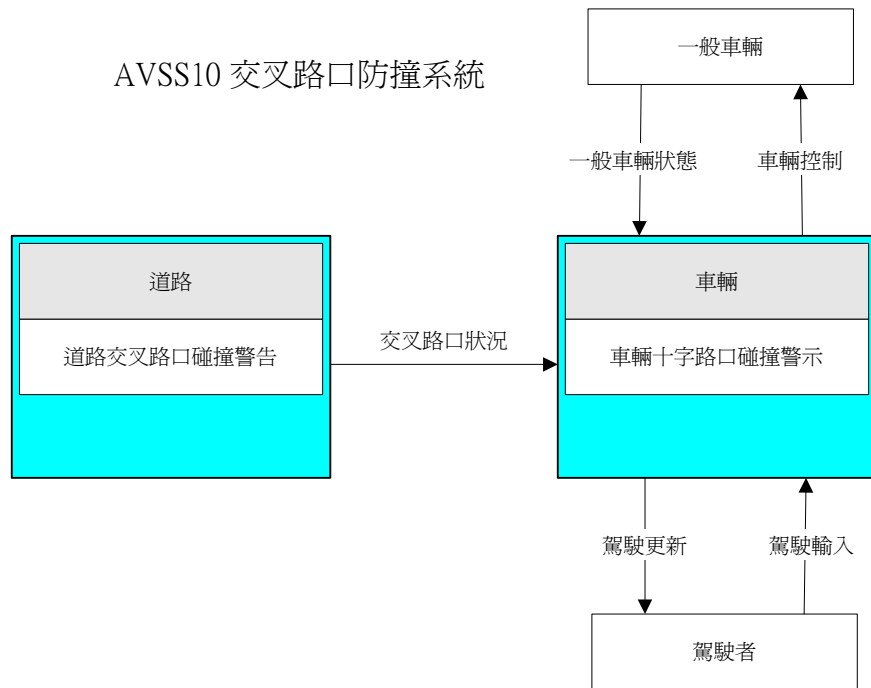 一般車輛
AVSS10 交叉路口防撞系統
一般車輛狀態
車輛控制
道路
車輛
道路交叉路口碰撞警告
交叉路口狀況
車輛十字路口碰撞警示
駕駛更新
駕駛輸入
駕駛者